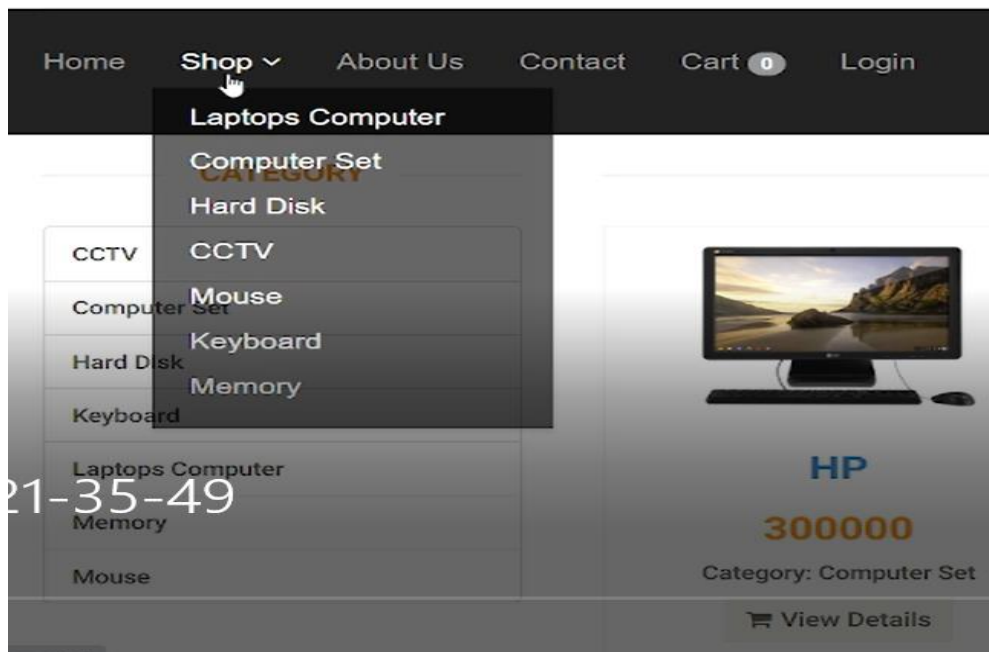 Home Shop About Us Contact Cart 0 Login
Laptops Computer
Computer Set
Hard Disk
CCTV
Mouse
Keyboard
Memory
CATEGORY
CCTV
Computer Set
Hard Disk
Keyboard
Laptops Computer
Memory
Mouse
21-35-49
HP
300000
Category: Computer Set
View Details